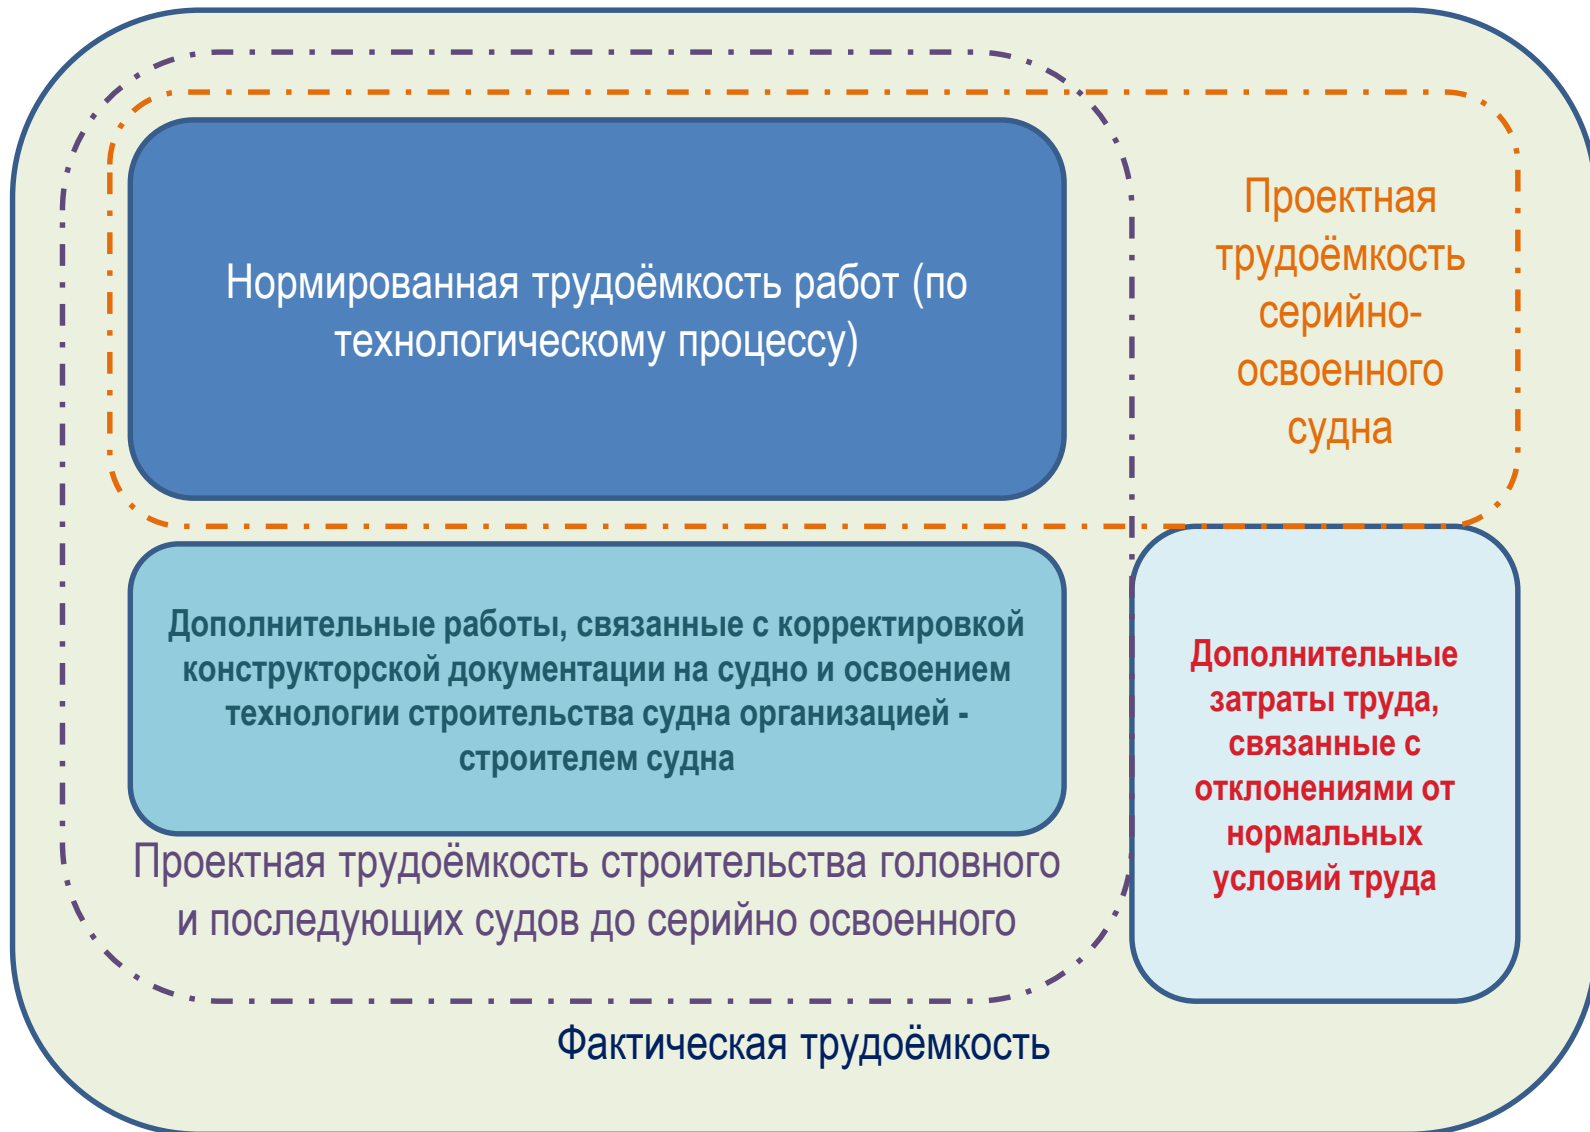 Нормированная трудоёмкость работ (по
технологическому процессу)
Проектная
трудоёмкость
серийно-
освоенного
судна
Дополнительные работы, связанные с корректировкой
конструкторской документации на судно и освоением
технологии строительства судна организацией -
строителем судна
Дополнительные
затраты труда,
связанные с
отклонениями от
нормальных
условий труда
Проектная трудоёмкость строительства головного
и последующих судов до серийно освоенного
Фактическая трудоёмкость